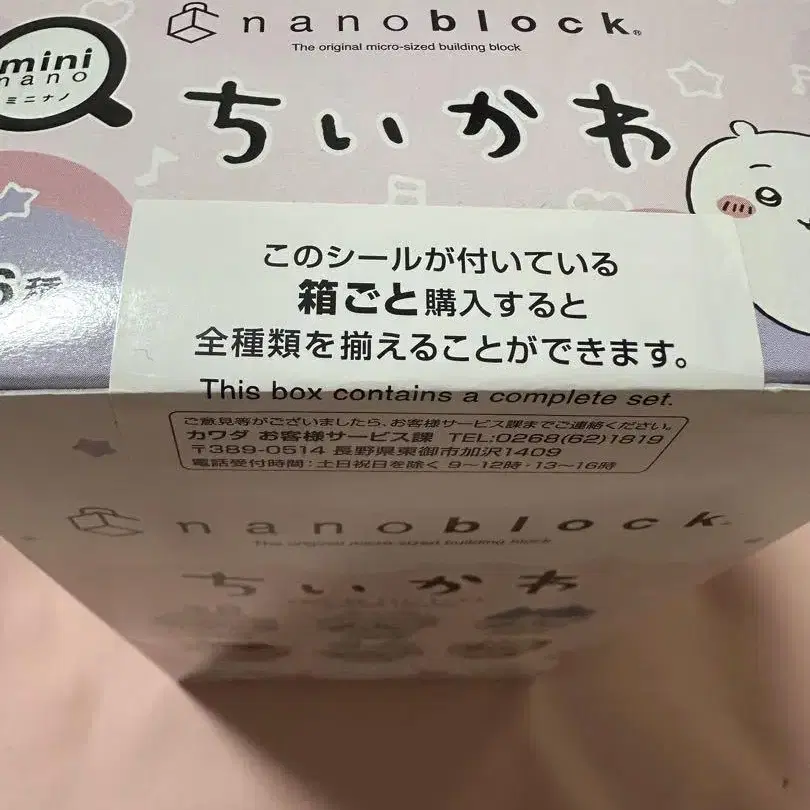 nanoblock®
The original micro-sized building block
mini
nano
ミニナノ
ちいかわ
6種
このシールが付いている
箱ごと購入すると
全種類を揃えることができます。
This box contains a complete set.
ご意見等がございましたら、お客様サービス課までご連絡ください。
カワダ お客様サービス課 TEL:0268(62)1819
〒389-0514 長野県東御市加沢1409
電話受付時間：土日祝日を除く 9～12時・13～16時
nanoblock
The original micro-sized building block
ちいかわ